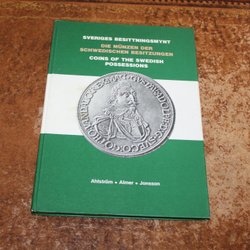 SVERIGES BESITTNINGSMYNT
DIE MÜNZEN DER
SCHWEDISCHEN BESITZUNGEN
COINS OF THE SWEDISH
POSSESSIONS
Ahlström • Almer • Jonsson